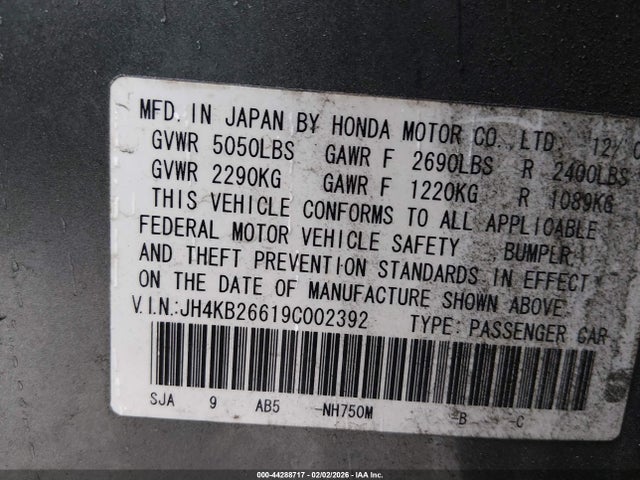 MFD. IN JAPAN BY HONDA MOTOR CO., LTD. 12/
GVWR 5050LBS GAWR F 2690LBS R 2400LBS
GVWR 2290KG GAWR F 1220KG R 1089KG
THIS VEHICLE CONFORMS TO ALL APPLICABLE
FEDERAL MOTOR VEHICLE SAFETY BUMPER
AND THEFT PREVENTION STANDARDS IN EFFECT
ON THE DATE OF MANUFACTURE SHOWN ABOVE
V.I.N.:JH4KB26619C002392 TYPE: PASSENGER CAR
SJA 9 AB5 -NH750M -B -C
000-44288717 - 02/02/2026 - IAA Inc.